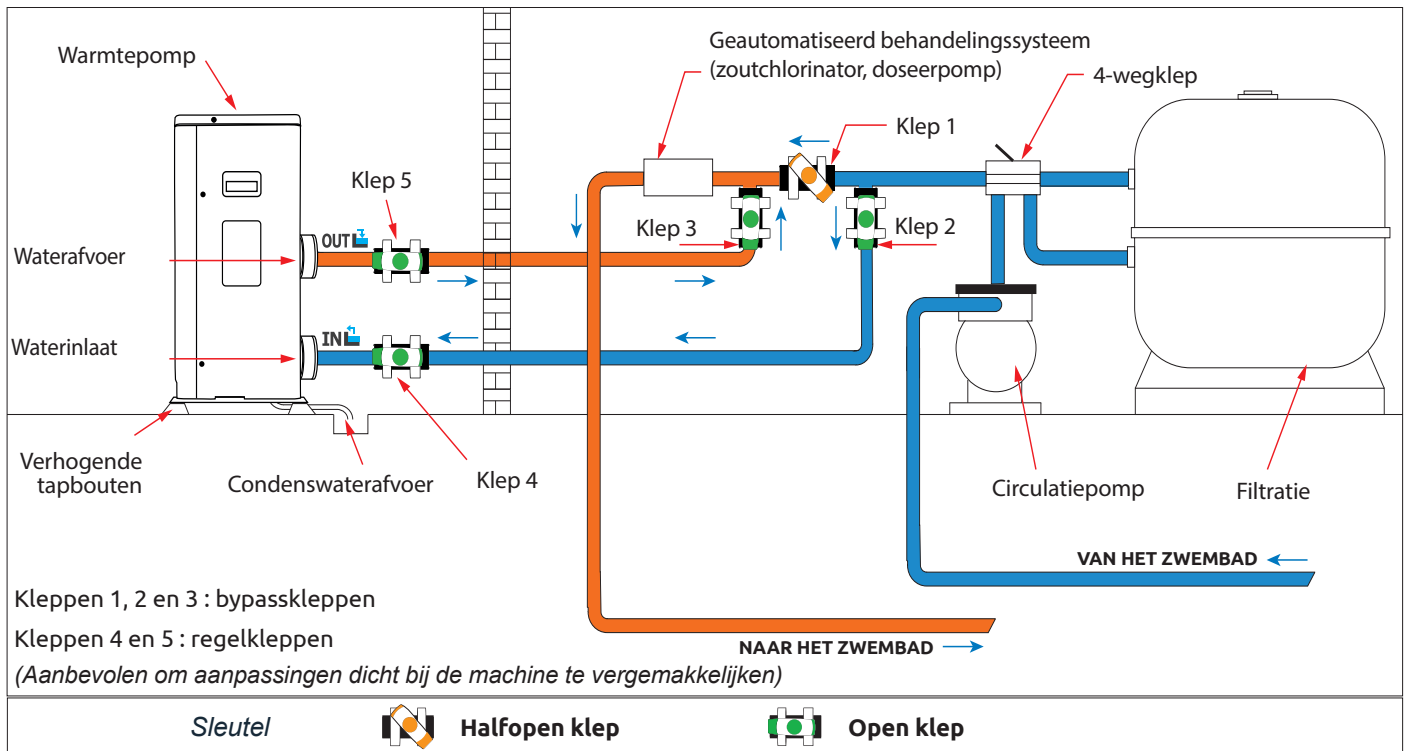 Warmtepomp
Geautomatiseerd behandelingssysteem
(zoutchlorinator, doseerpomp)
4-wegklep
Klep 1
Klep 5
Klep 3
Klep 2
OUT
Waterafvoer
IN
Waterinlaat
Verhogende
tapbouten
Condenswaterafvoer
Klep 4
Circulatiepomp
Filtratie
VAN HET ZWEMBAD
Kleppen 1, 2 en 3 : bypasskleppen
Kleppen 4 en 5 : regelkleppen
NAAR HET ZWEMBAD
(Aanbevolen om aanpassingen dicht bij de machine te vergemakkelijken)
Sleutel
Halfopen klep
Open klep